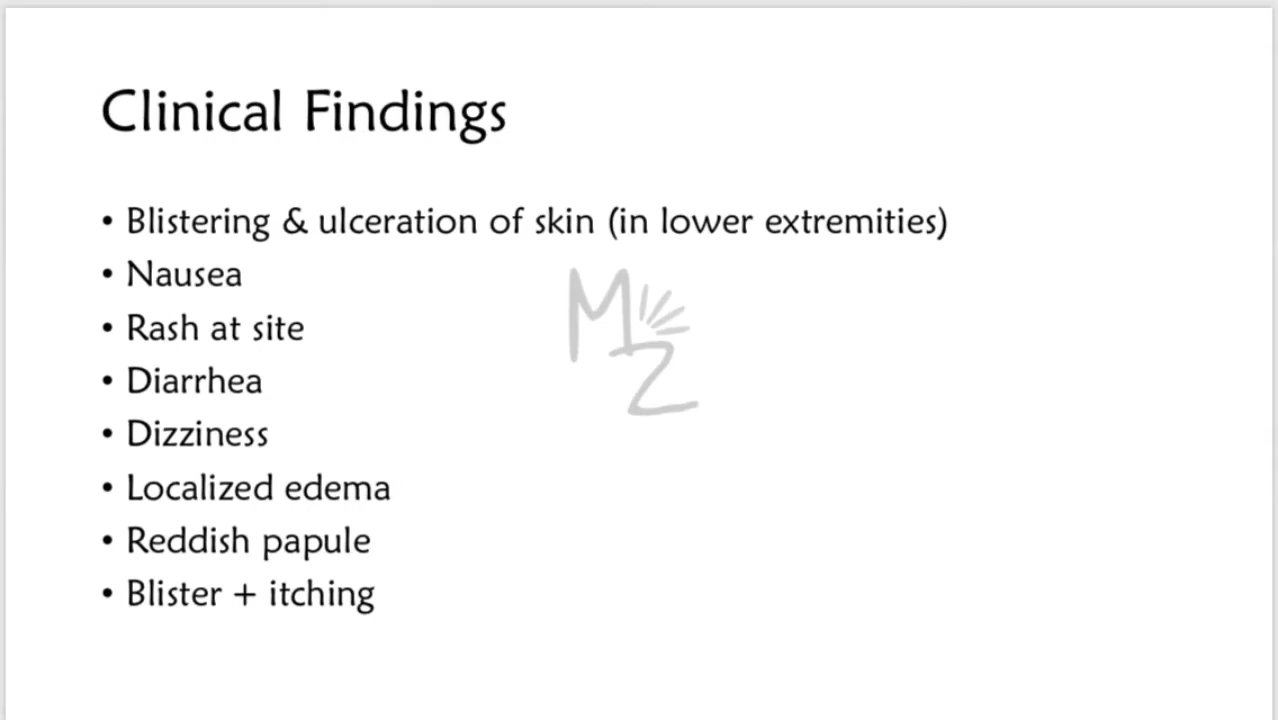 Clinical Findings
• Blistering & ulceration of skin (in lower extremities)
• Nausea
• Rash at site
• Diarrhea
• Dizziness
• Localized edema
• Reddish papule
• Blister + itching
MZ